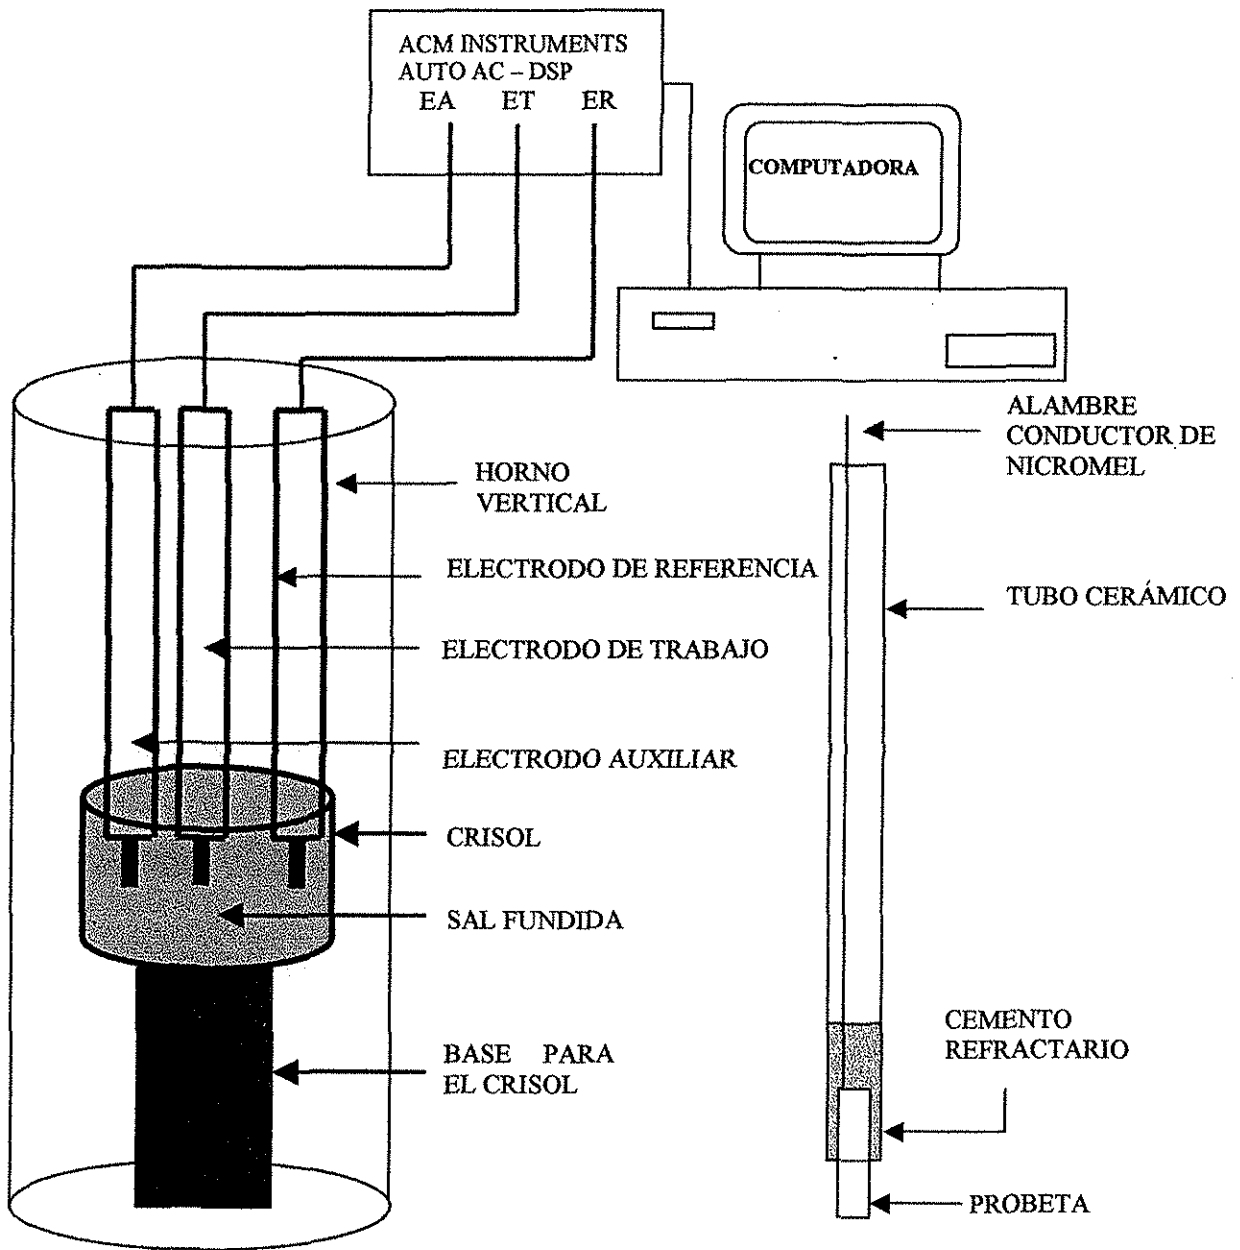 ACM INSTRUMENTS
AUTO AC – DSP
EA ET ER
COMPUTADORA
HORNO
VERTICAL
ELECTRODO DE REFERENCIA
ELECTRODO DE TRABAJO
ELECTRODO AUXILIAR
CRISOL
SAL FUNDIDA
BASE PARA
EL CRISOL
ALAMBRE
CONDUCTOR DE
NICROMEL
TUBO CERÁMICO
CEMENTO
REFRACTARIO
PROBETA